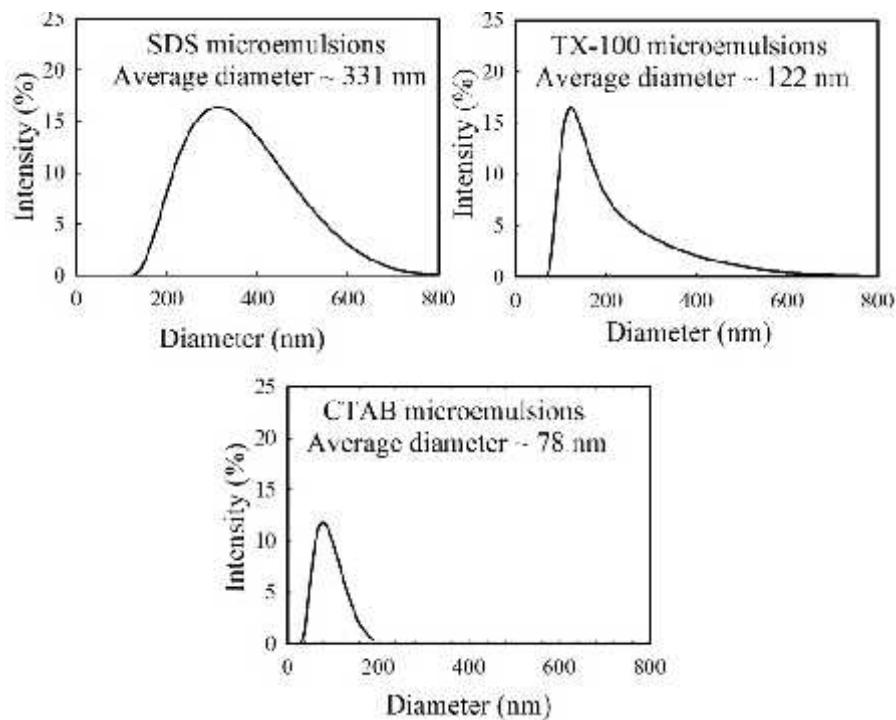 25
20
15
10
5
0
Intensity (%)
SDS microemulsions
Average diameter ~ 331 nm
0 200 400 600 800
Diameter (nm)
25
20
15
10
5
0
Intensity (%)
TX-100 microemulsions
Average diameter ~ 122 nm
0 200 400 600 800
Diameter (nm)
25
20
15
10
5
0
Intensity (%)
CTAB microemulsions
Average diameter ~ 78 nm
0 200 400 600 800
Diameter (nm)